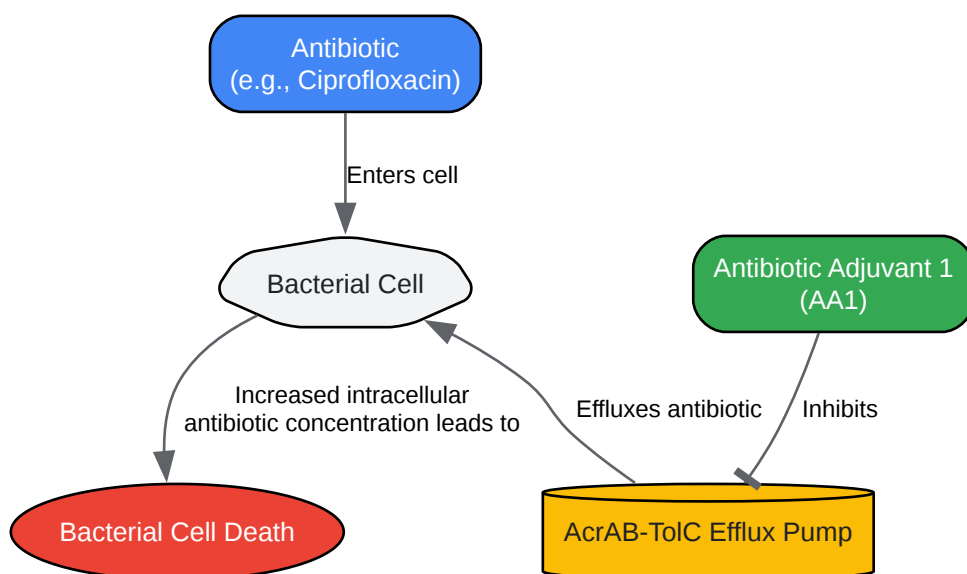 Antibiotic
(e.g., Ciprofloxacin)
Enters cell
Bacterial Cell
Antibiotic Adjuvant 1
(AA1)
Increased intracellular
antibiotic concentration leads to
Effluxes antibiotic
Inhibits
Bacterial Cell Death
AcrAB-TolC Efflux Pump